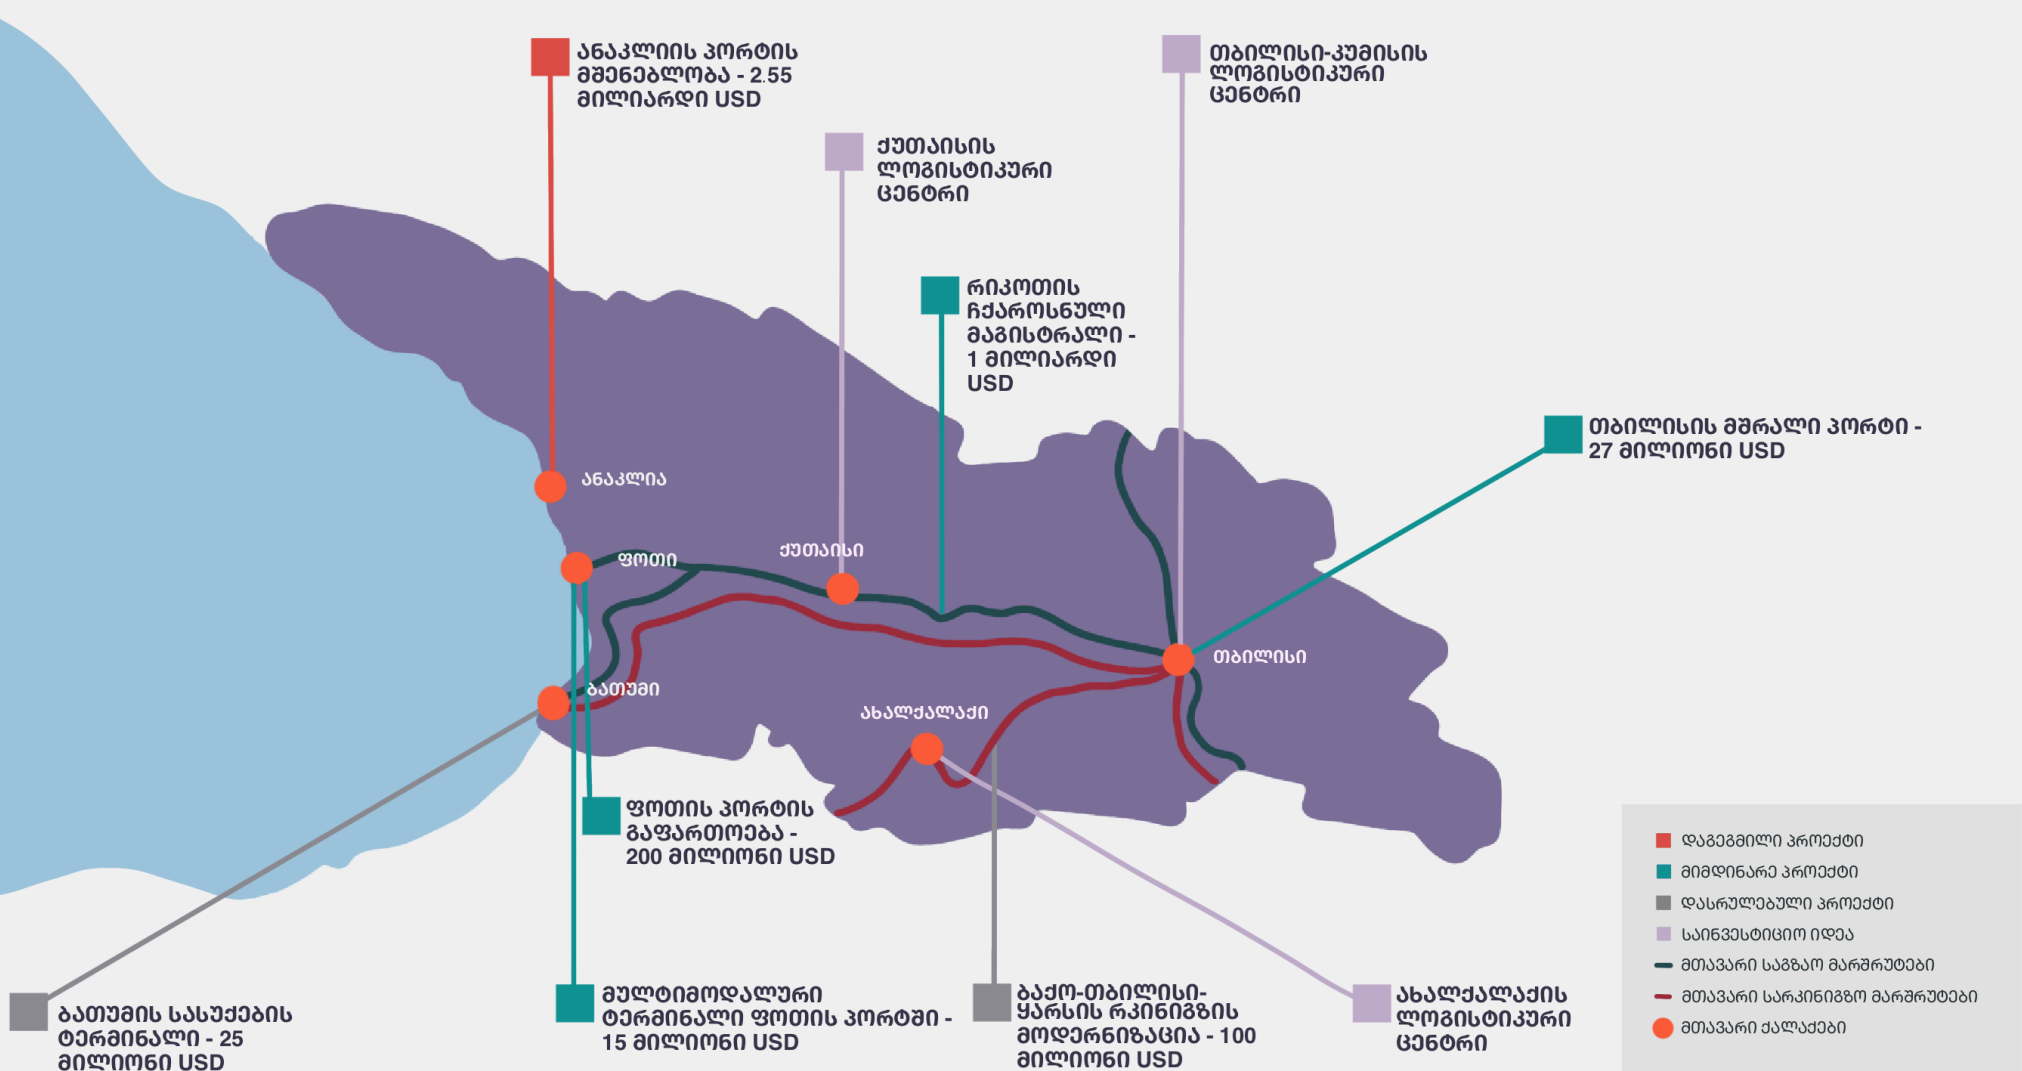 ანაკლიის პორტის
მშენებლობა - 2.55
მილიარდი USD
თბილისი-კუმისის
ლოგისტიკური
ცენტრი
ქუთაისის
ლოგისტიკური
ცენტრი
რიკოთის
ჩქაროსნული
მაგისტრალი -
1 მილიარდი
USD
თბილისის მშრალი პორტი -
27 მილიონი USD
ანაკლია
ფოთი
ქუთაისი
თბილისი
ბათუმი
ახალქალაქი
ფოთის პორტის
გაფართოება -
200 მილიონი USD
ბათუმის სასუქების
ტერმინალი - 25
მილიონი USD
მულტიმოდალური
ტერმინალი ფოთის პორტში -
15 მილიონი USD
ბაქო-თბილისი-
ყარსის რკინიგზის
მოდერნიზაცია - 100
მილიონი USD
ახალქალაქის
ლოგისტიკური
ცენტრი
დაგეგმილი პროექტი
მიმდინარე პროექტი
დასრულებული პროექტი
საინვესტიციო იდეა
მთავარი საგზაო მარშრუტები
მთავარი სარკინიგზო მარშრუტები
მთავარი ქალაქები